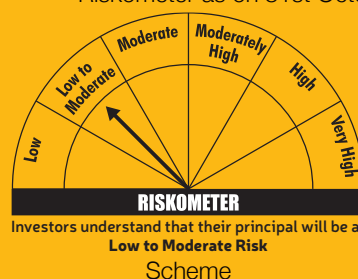 Riskometer as on 31st Octo
Low
Low to
Moderate
Moderate
Moderately
High
High
Very High
RISKOMETER
Investors understand that their principal will be a
Low to Moderate Risk
Scheme